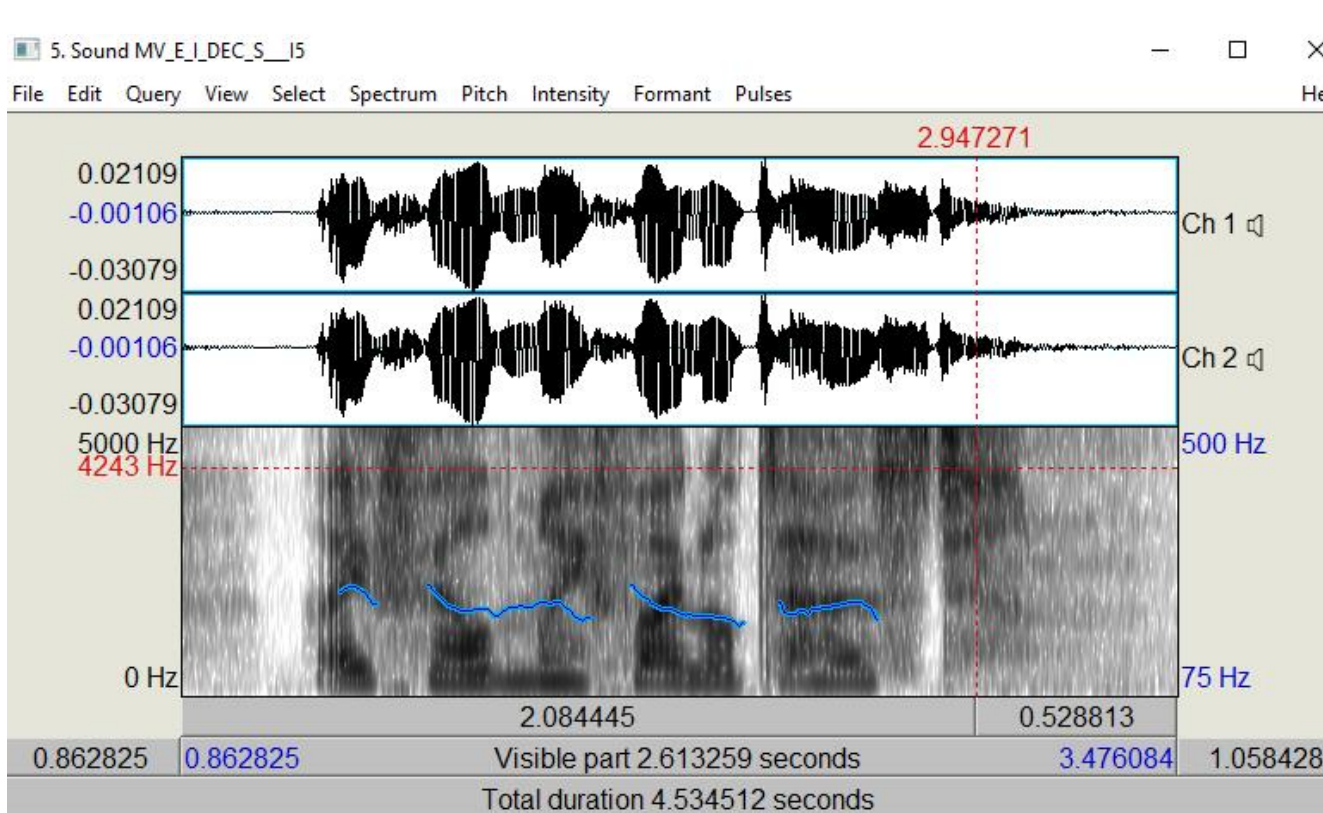 5. Sound MV_E_I_DEC_S__I5
File Edit Query View Select Spectrum Pitch Intensity Formant Pulses He
2.947271
0.02109
-0.00106
-0.03079
Ch 1
0.02109
-0.00106
-0.03079
Ch 2
5000 Hz
4243 Hz
0 Hz
500 Hz
75 Hz
2.084445 0.528813
0.862825 0.862825 Visible part 2.613259 seconds 3.476084 1.058428
Total duration 4.534512 seconds